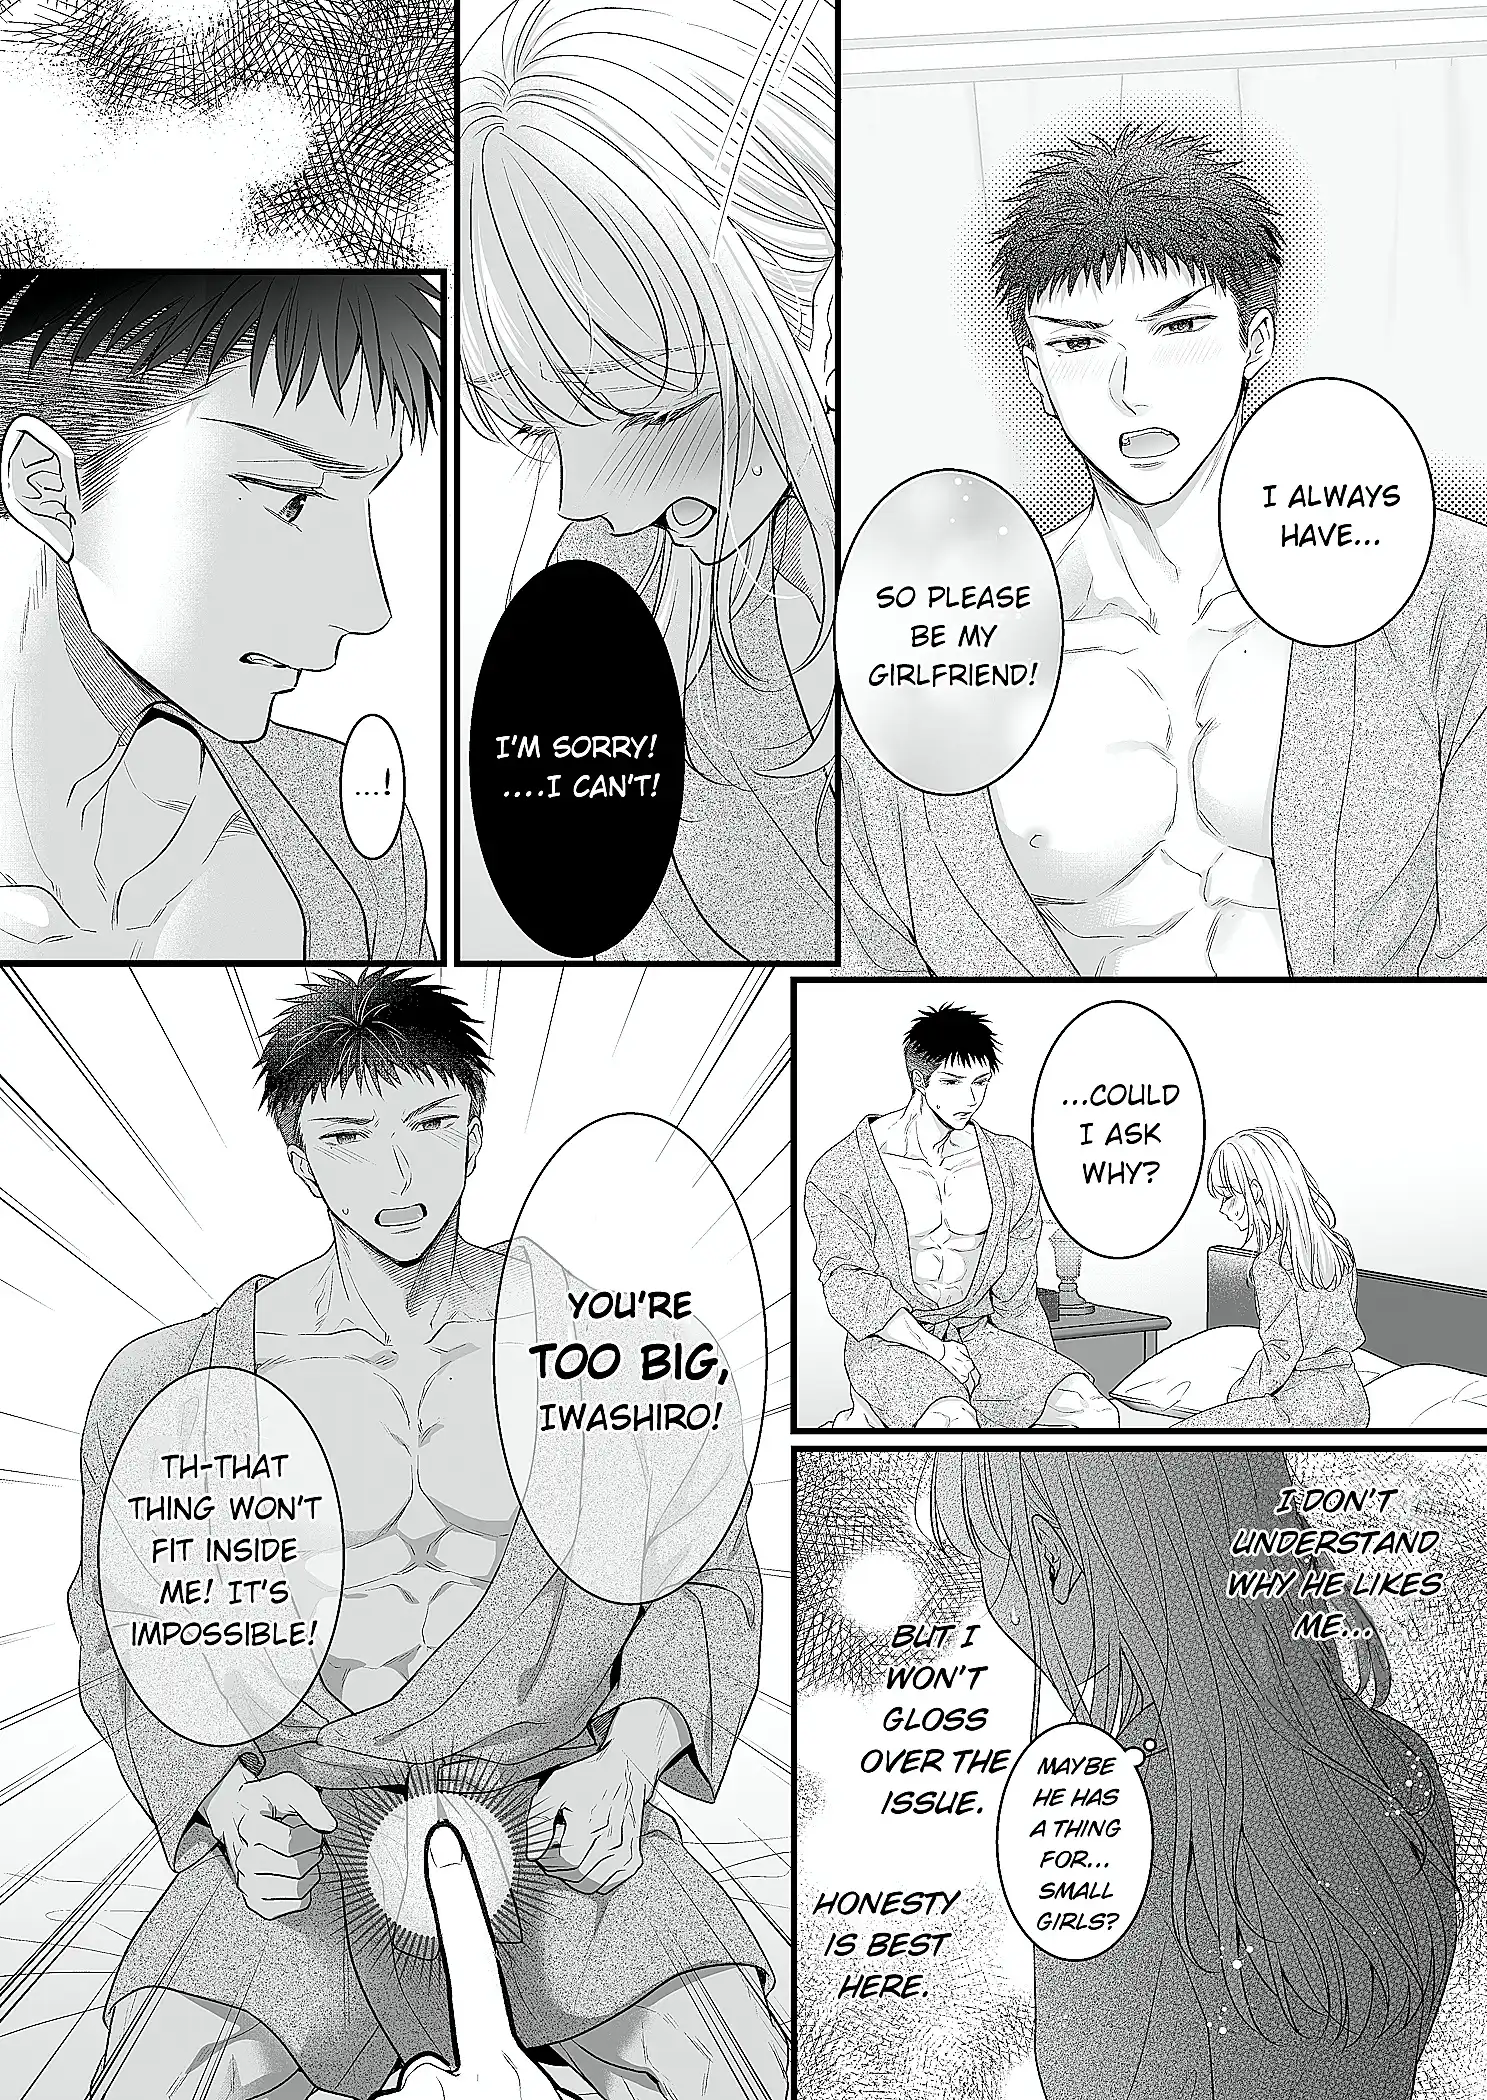 I ALWAYS
HAVE...
SO PLEASE
BE MY
GIRLFRIEND!
I'M SORRY!
....I CAN'T!
...!
...COULD
I ASK
WHY?
I DON'T
UNDERSTAND
WHY HE LIKES
ME...
BUT I
WON'T
GLOSS
OVER THE
ISSUE.
MAYBE
HE HAS
A THING
FOR...
SMALL
GIRLS?
HONESTY
IS BEST
HERE.
YOU'RE
TOO BIG,
IWASHIRO!
TH-THAT
THING WON'T
FIT INSIDE
ME! IT'S
IMPOSSIBLE!